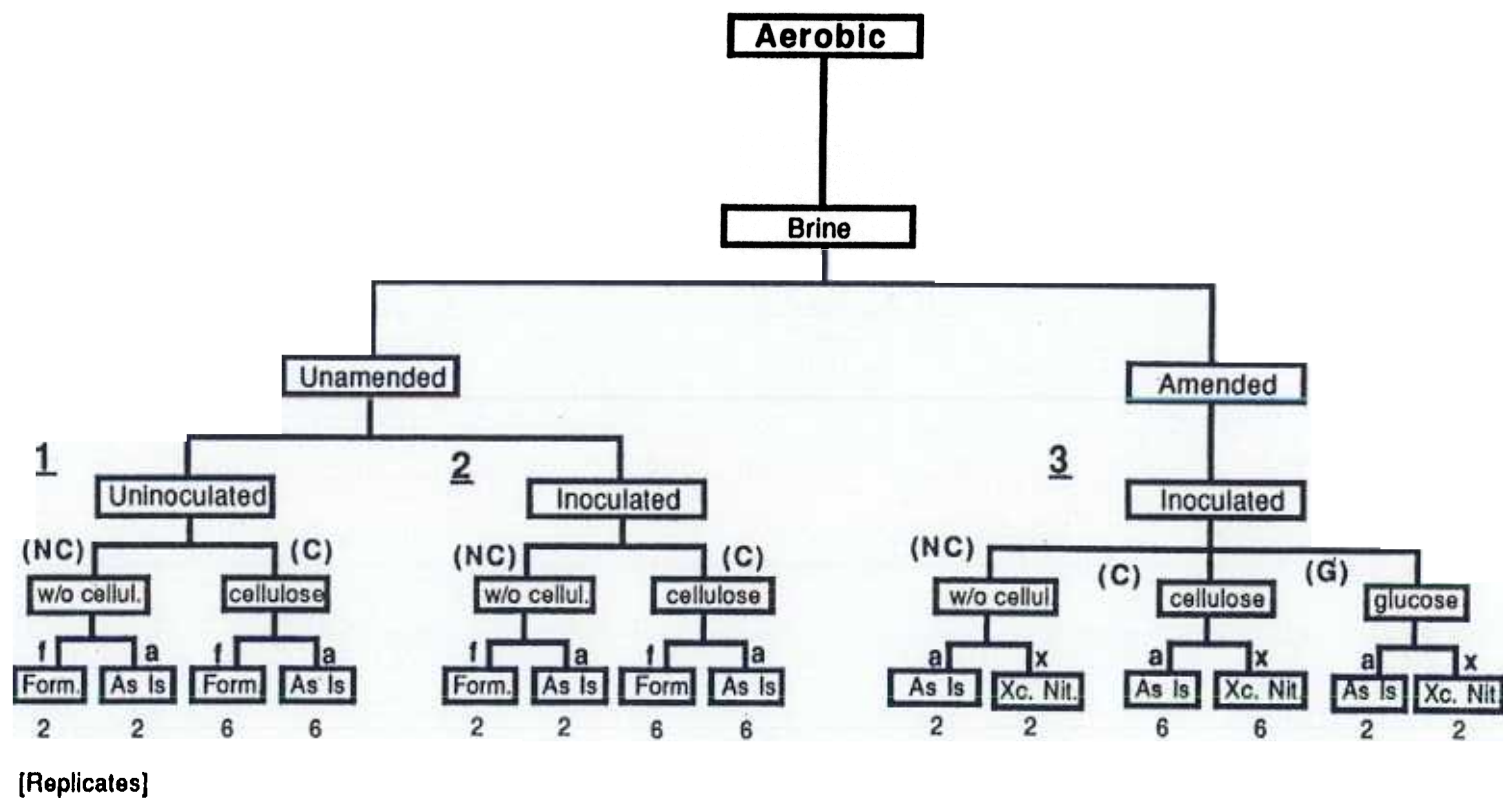 Aerobic
Brine
Unamended
Amended
1
2
3
Uninoculated
Inoculated
Inoculated
(NC)
(C)
(NC)
(C)
(NC)
(C)
(G)
w/o cellul.
cellulose
w/o cellul.
cellulose
w/o cellul
cellulose
glucose
f
a
f
a
f
a
f
a
a
x
a
x
a
x
Form.
As Is
Form
As Is
Form.
As Is
Form
As Is
As Is
Xc. Nit.
As Is
Xc. Nit
As Is
Xc. Nit.
2
2
6
6
2
2
6
6
2
2
6
6
2
2
[Replicates]